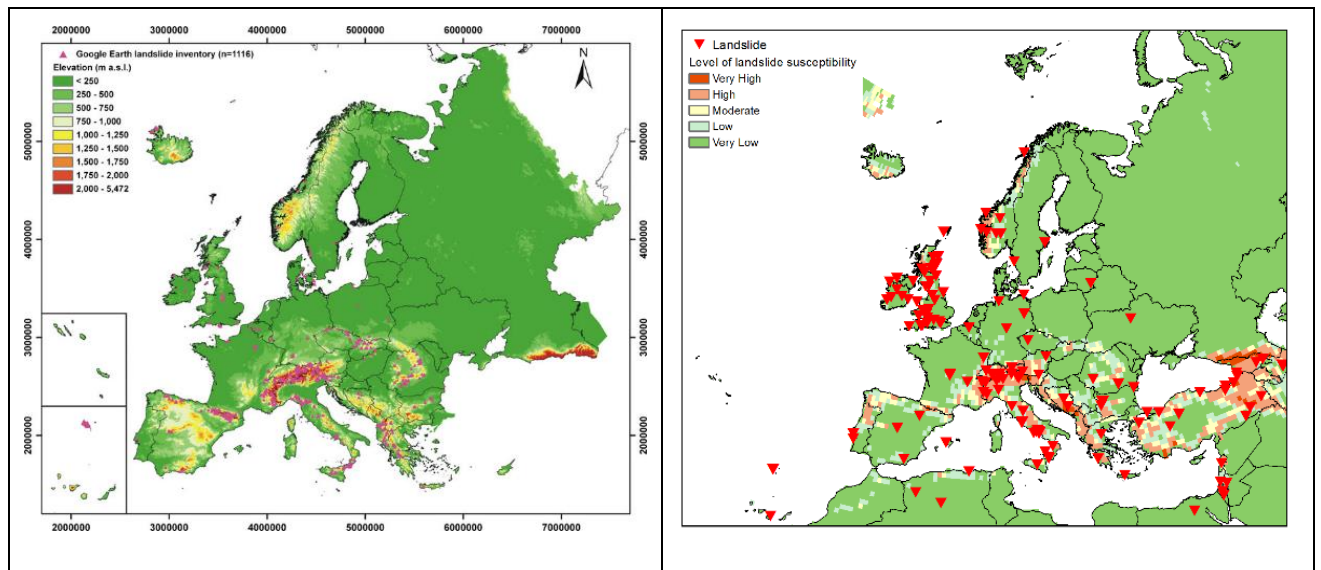 Google Earth landslide inventory (n=1116)
Elevation (m a.s.l.)
< 250
250 - 500
500 - 750
750 - 1,000
1,000 - 1,250
1,250 - 1,500
1,500 - 1,750
1,750 - 2,000
2,000 - 5,472
N
2000000 3000000 4000000 5000000 6000000 7000000
5000000 5000000
4000000 4000000
3000000 3000000
2000000 2000000
2000000 3000000 4000000 5000000 6000000 7000000
Landslide
Level of landslide susceptibility
Very High
High
Moderate
Low
Very Low